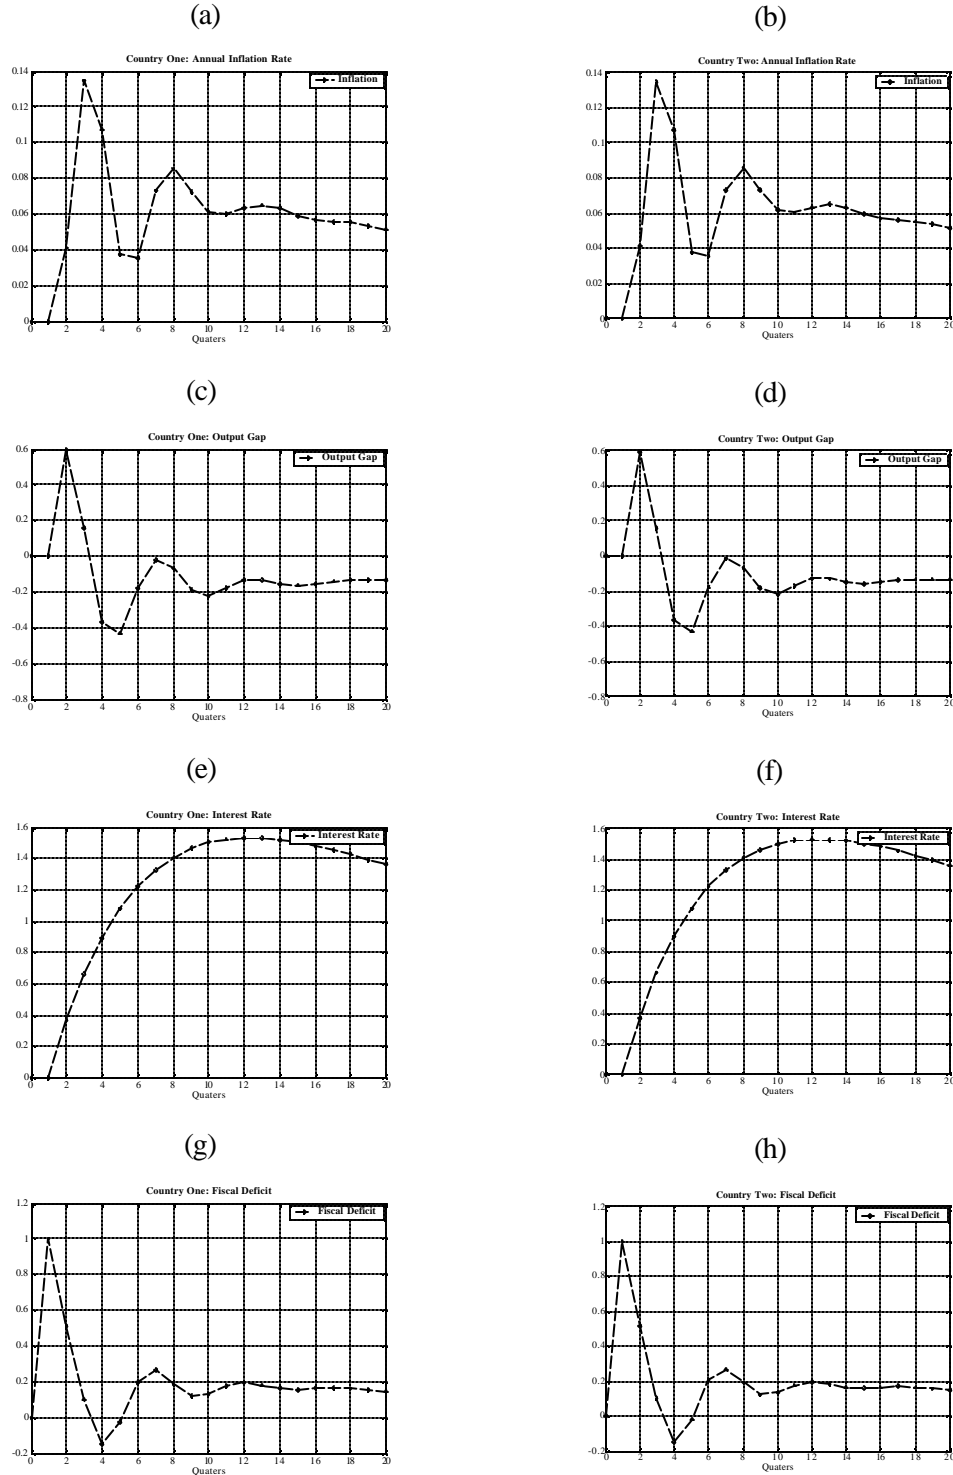 (a)
Country One: Annual Inflation Rate
Inflation
0.14
0.12
0.1
0.08
0.06
0.04
0.02
0
0 2 4 6 8 10 12 14 16 18 20
Quaters
(b)
Country Two: Annual Inflation Rate
Inflation
0.14
0.12
0.1
0.08
0.06
0.04
0.02
0
0 2 4 6 8 10 12 14 16 18 20
Quaters
(c)
Country One: Output Gap
Output Gap
0.6
0.4
0.2
0
-0.2
-0.4
-0.6
-0.8
0 2 4 6 8 10 12 14 16 18 20
Quaters
(d)
Country Two: Output Gap
Output Gap
0.6
0.4
0.2
0
-0.2
-0.4
-0.6
-0.8
0 2 4 6 8 10 12 14 16 18 20
Quaters
(e)
Country One: Interest Rate
Interest Rate
1.6
1.4
1.2
1
0.8
0.6
0.4
0.2
0
0 2 4 6 8 10 12 14 16 18 20
Quaters
(f)
Country Two: Interest Rate
Interest Rate
1.6
1.4
1.2
1
0.8
0.6
0.4
0.2
0
0 2 4 6 8 10 12 14 16 18 20
Quaters
(g)
Country One: Fiscal Deficit
Fiscal Deficit
1.2
1
0.8
0.6
0.4
0.2
0
-0.2
0 2 4 6 8 10 12 14 16 18 20
Quaters
(h)
Country Two: Fiscal Deficit
Fiscal Deficit
1.2
1
0.8
0.6
0.4
0.2
0
-0.2
0 2 4 6 8 10 12 14 16 18 20
Quaters